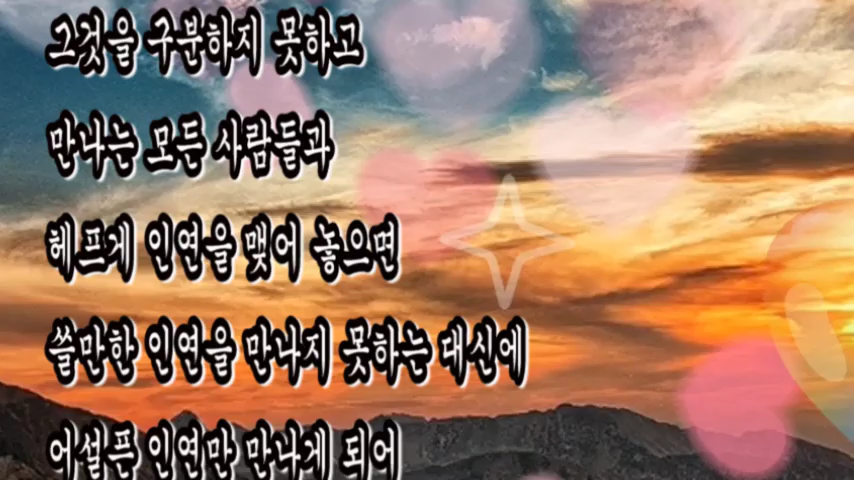 그것을 구분하지 못하고
만나는 모든 사람들과
헤프게 인연을 맺어 놓으면
쓸만한 인연을 만나지 못하는 대신에
어설픈 인연만 만나게 되어